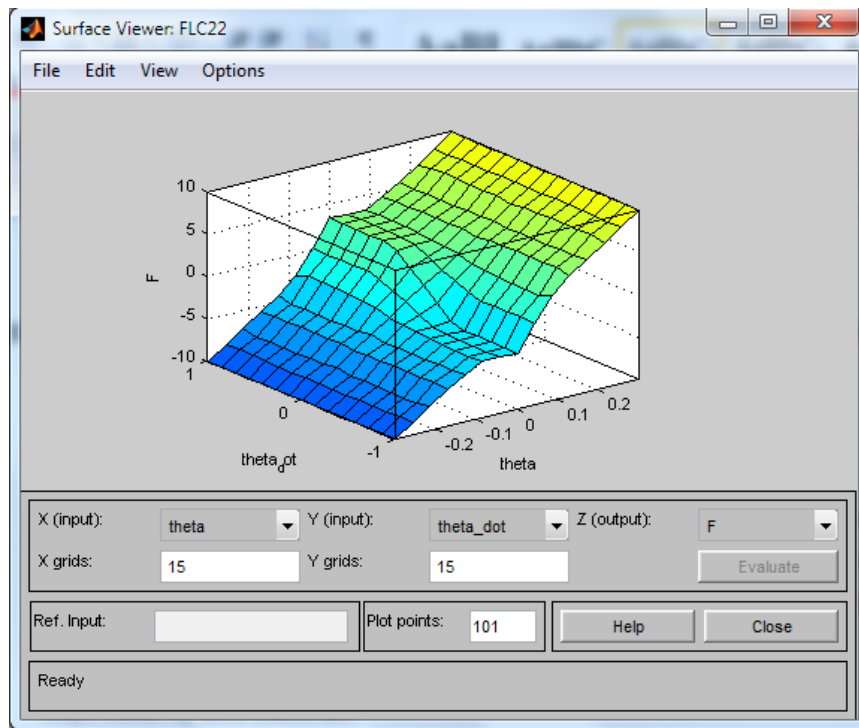 Surface Viewer: FLC22
File Edit View Options
10
5
0
-5
-10
F
1
0
-1
theta_dot
-0.2
-0.1
0
0.1
0.2
theta
X (input): theta Y (input): theta_dot Z (output): F
X grids: 15 Y grids: 15 Evaluate
Ref. Input: Plot points: 101 Help Close
Ready